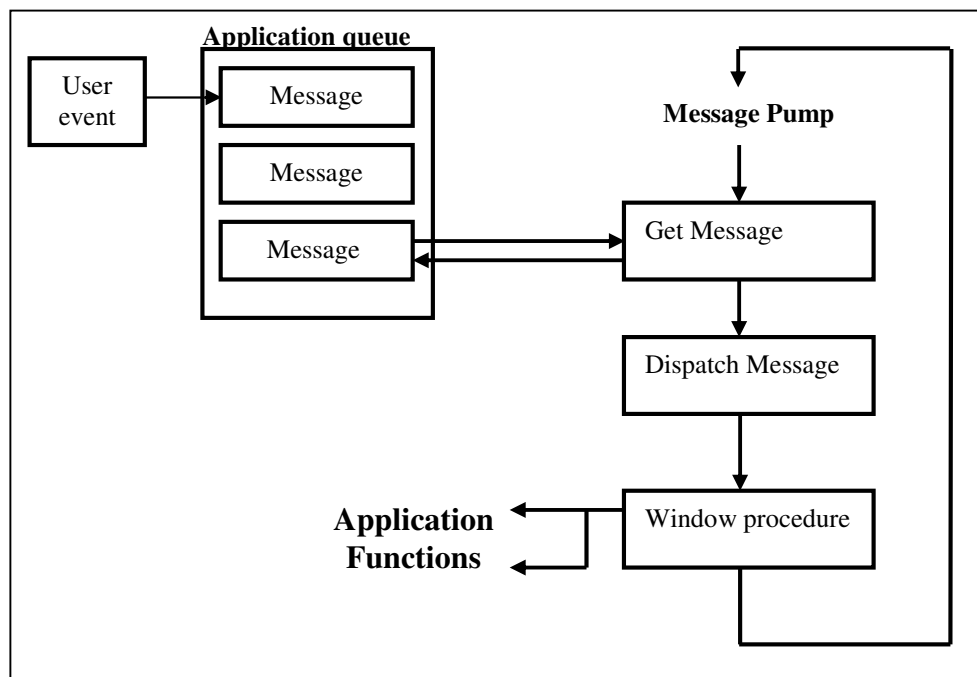 Application queue
User
event
Message
Message
Message
Message Pump
Get Message
Dispatch Message
Window procedure
Application
Functions